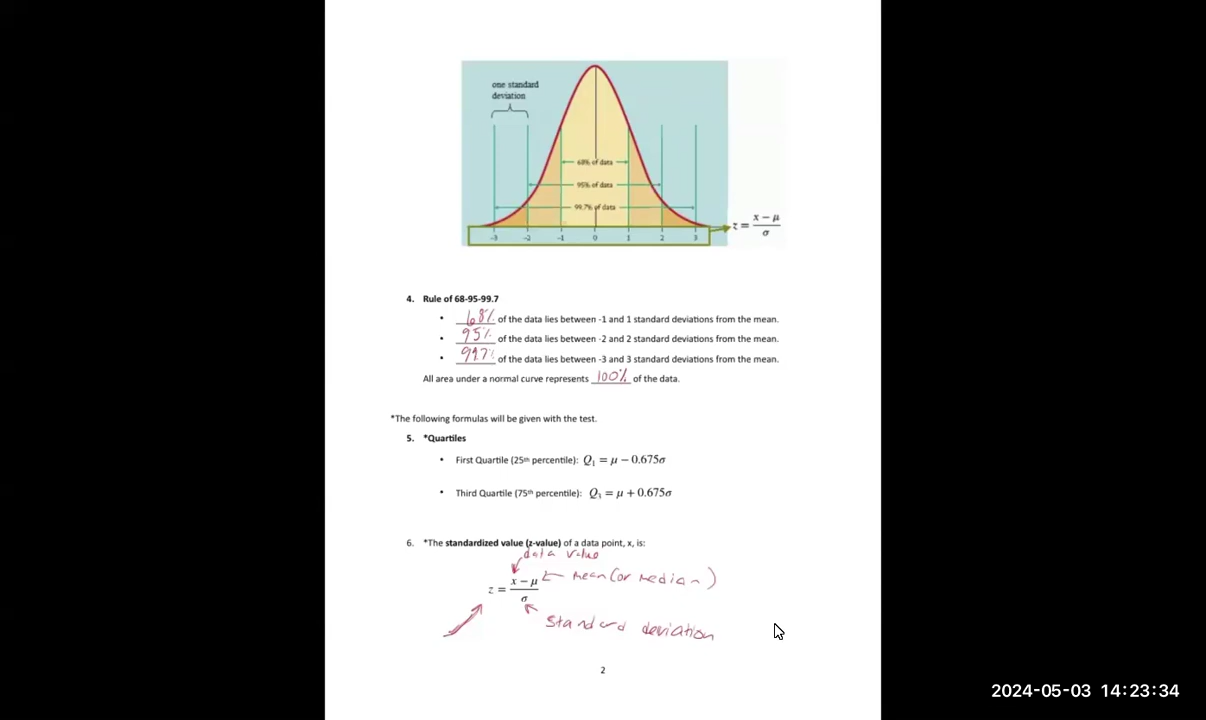 one standard
deviation
68% of data
95% of data
99.7% of data
-3 -2 -1 0 1 2 3
z = x − μ / σ
4. Rule of 68-95-99.7
• 68% of the data lies between -1 and 1 standard deviations from the mean.
• 95% of the data lies between -2 and 2 standard deviations from the mean.
• 99.7% of the data lies between -3 and 3 standard deviations from the mean.
All area under a normal curve represents 100% of the data.
*The following formulas will be given with the test.
5. *Quartiles
• First Quartile (25th percentile): Q₁ = μ − 0.675σ
• Third Quartile (75th percentile): Q₃ = μ + 0.675σ
6. *The standardized value (z-value) of a data point, x, is:
data value
z = x − μ / σ
mean (or median)
standard deviation
2
2024-05-03 14:23:34